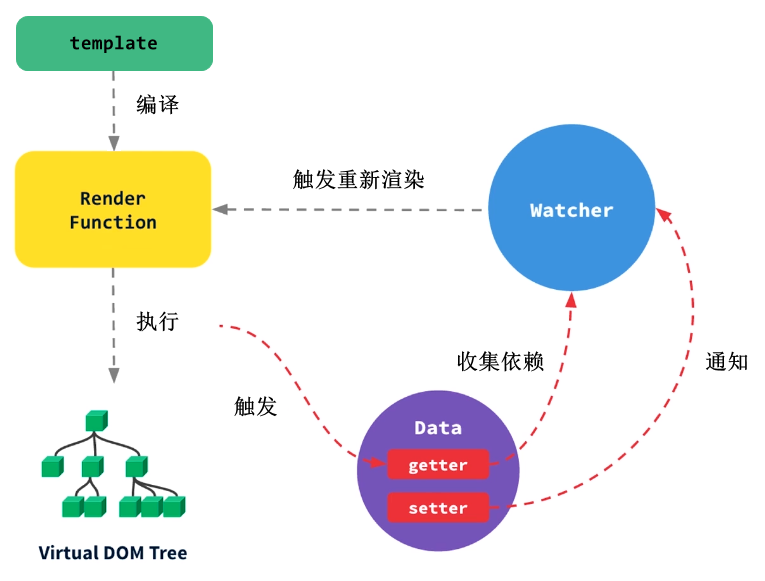 template
编译
Render
Function
触发重新渲染
Watcher
执行
收集依赖
通知
触发
Data
getter
setter
Virtual DOM Tree